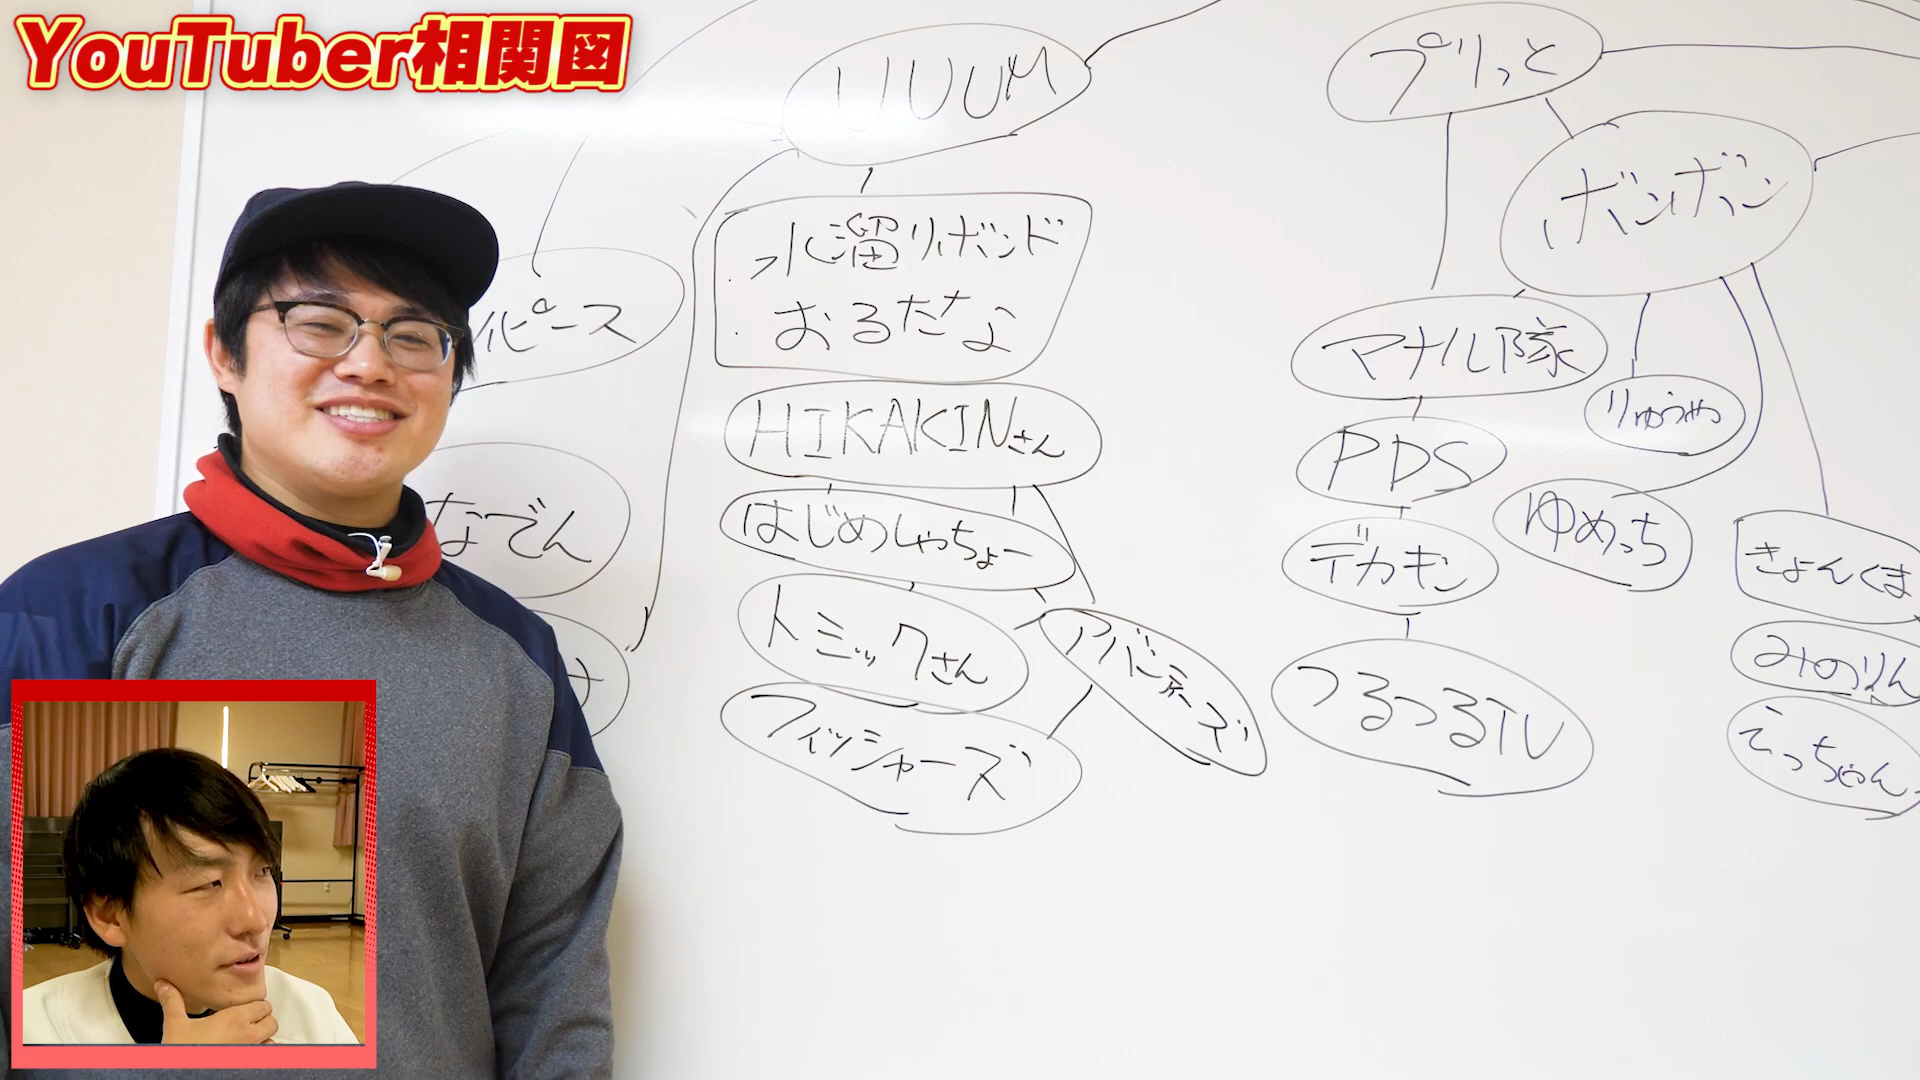 YouTuber相関図
UUUM
プリっと
ボンボン
水溜りボンド
おるたなよ
ピース
マナル隊
HIKAKINさん
りゅうやっ
PDS
はじめしゃちょー
なでん
ゆめっち
デカキン
きょんくま
トミックさん
アバンティーズ
つるつるTV
みのりん
フィッシャーズ
えっちゃん